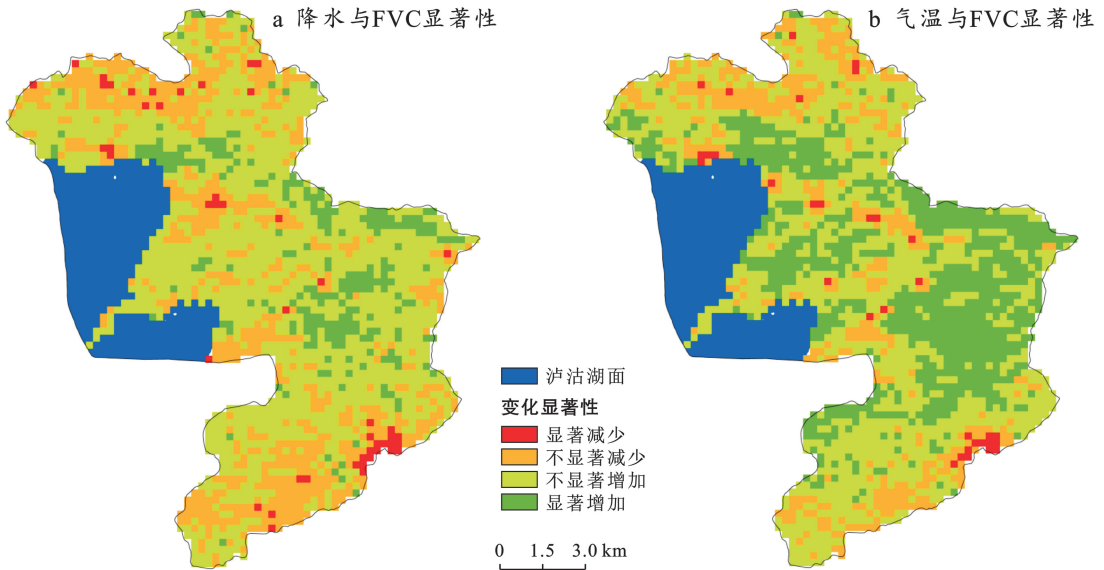 a 降水与FVC显著性
b 气温与FVC显著性
泸沽湖面
变化显著性
显著减少
不显著减少
不显著增加
显著增加
0 1.5 3.0 km